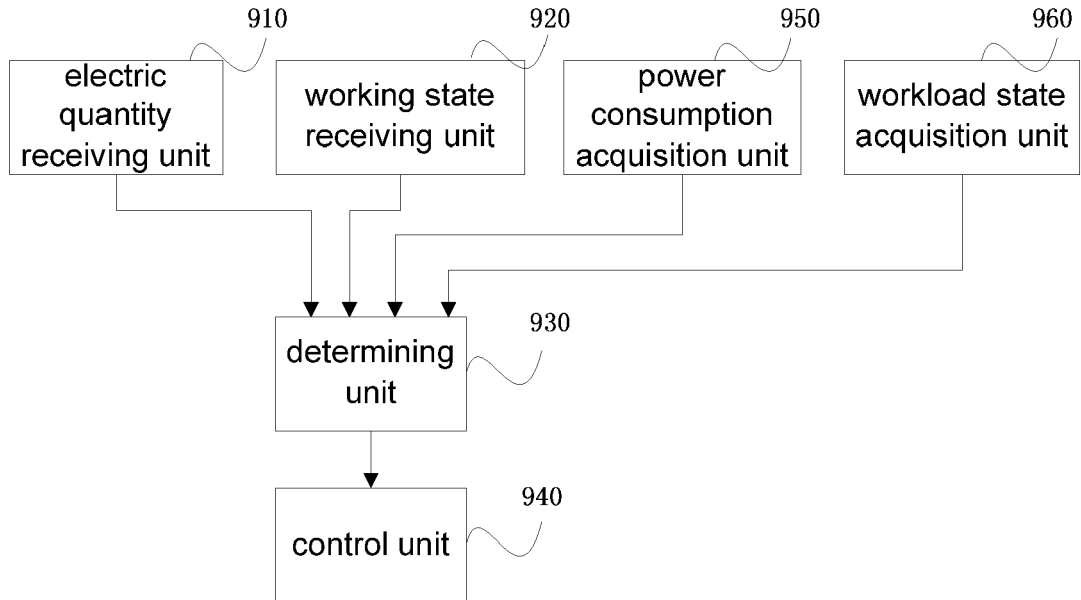 910
920
950
960
electric
quantity
receiving unit
working state
receiving unit
power
consumption
acquisition unit
workload state
acquisition unit
930
determining
unit
940
control unit